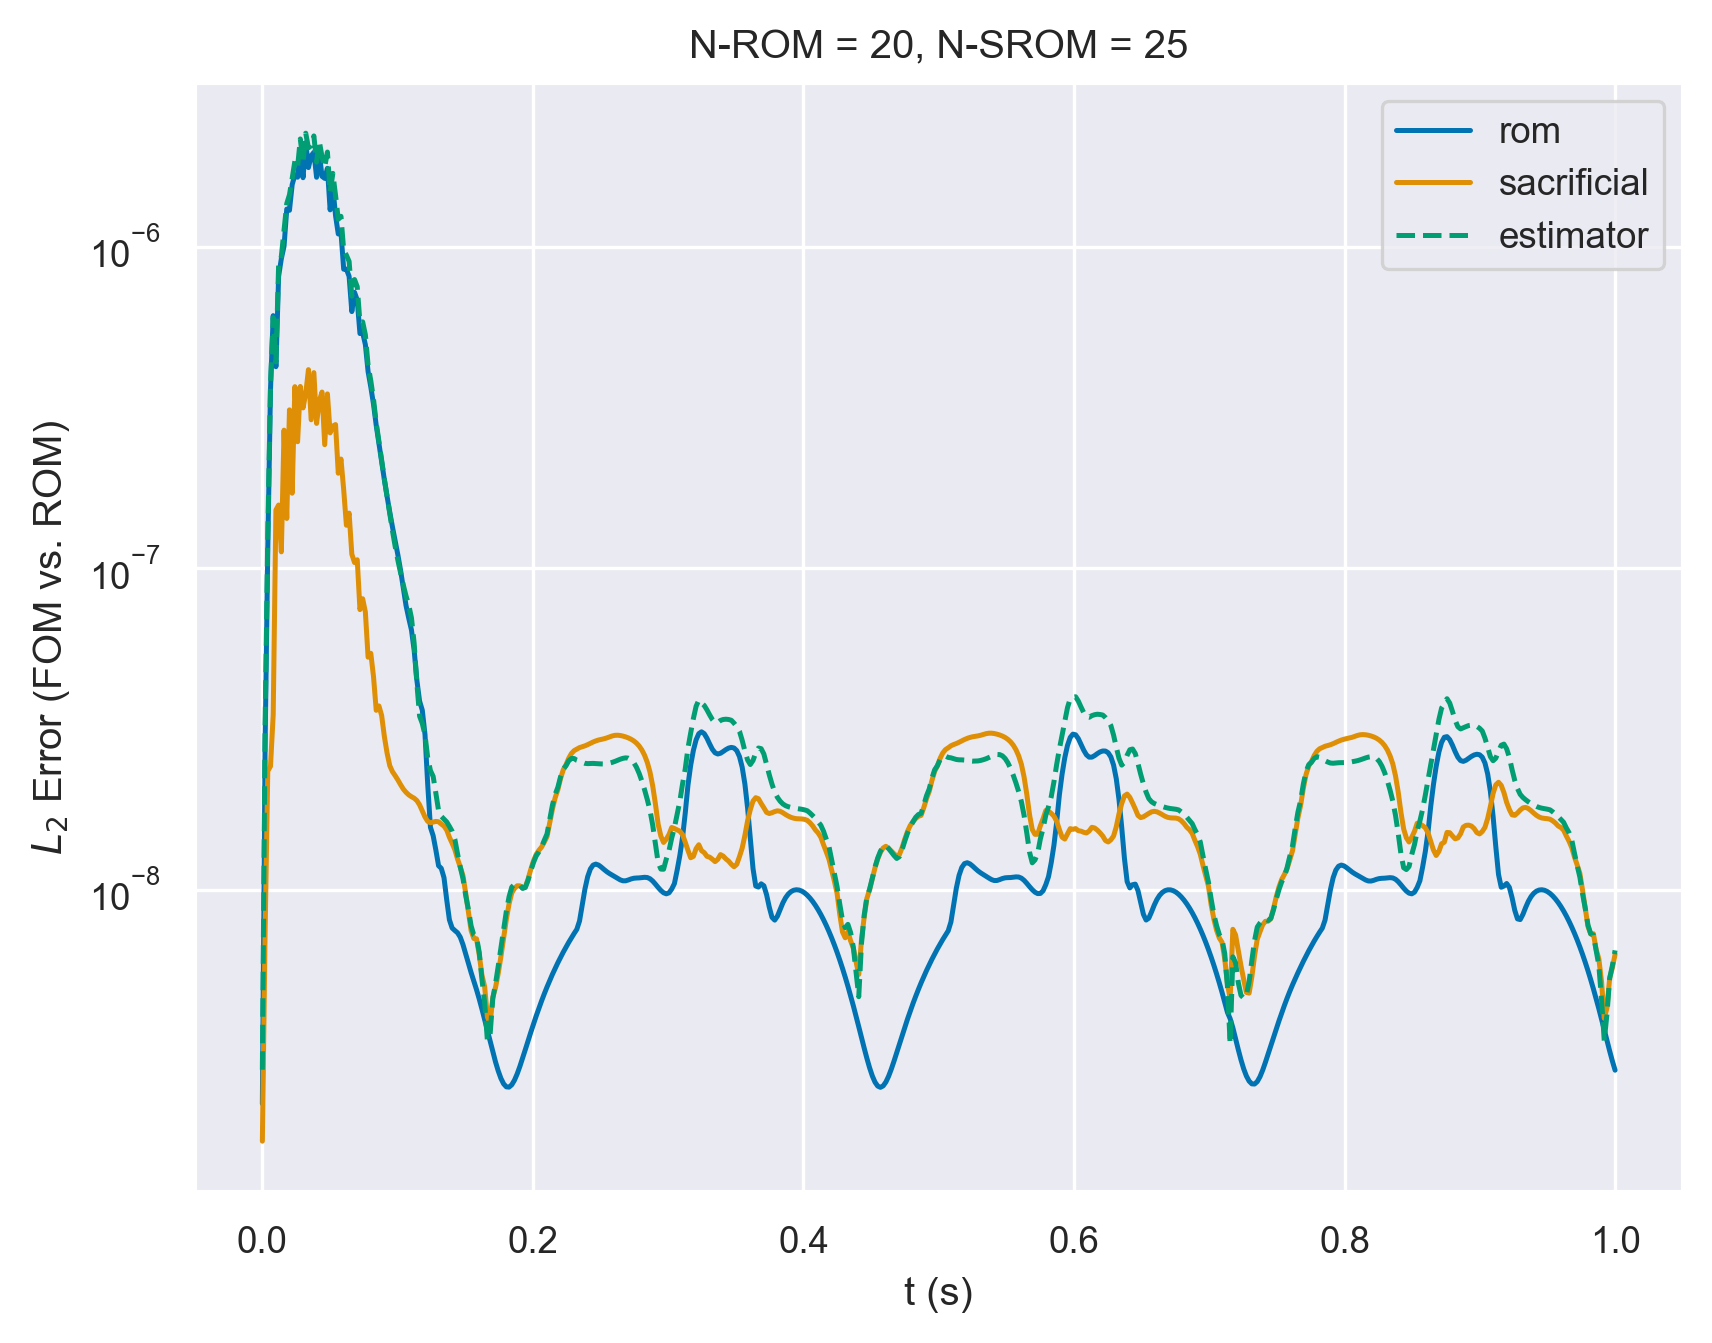 N-ROM = 20, N-SROM = 25
rom
sacrificial
estimator
10⁻⁶
10⁻⁷
10⁻⁸
L₂ Error (FOM vs. ROM)
0.0 0.2 0.4 0.6 0.8 1.0
t (s)